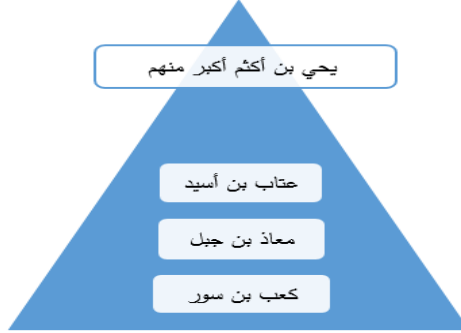 يحي بن أكثم أكبر منهم
عتاب بن أسيد
معاذ بن جبل
كعب بن سور